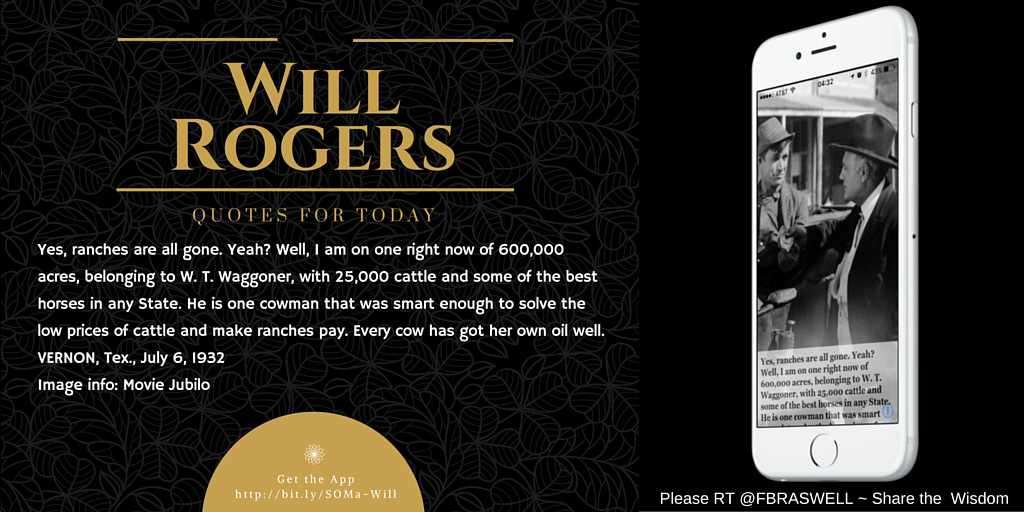 WILL
ROGERS
QUOTES FOR TODAY
Yes, ranches are all gone. Yeah? Well, I am on one right now of 600,000
acres, belonging to W. T. Waggoner, with 25,000 cattle and some of the best
horses in any State. He is one cowman that was smart enough to solve the
low prices of cattle and make ranches pay. Every cow has got her own oil well.
VERNON, Tex., July 6, 1932
Image info: Movie Jubilo
Get the App
http://bit.ly/SOMa-Will
AT&T 04:32 43%
Yes, ranches are all gone. Yeah?
Well, I am on one right now of
600,000 acres, belonging to W. T.
Waggoner, with 25,000 cattle and
some of the best horses in any State.
He is one cowman that was smart
Please RT @FBRASWELL ~ Share the Wisdom